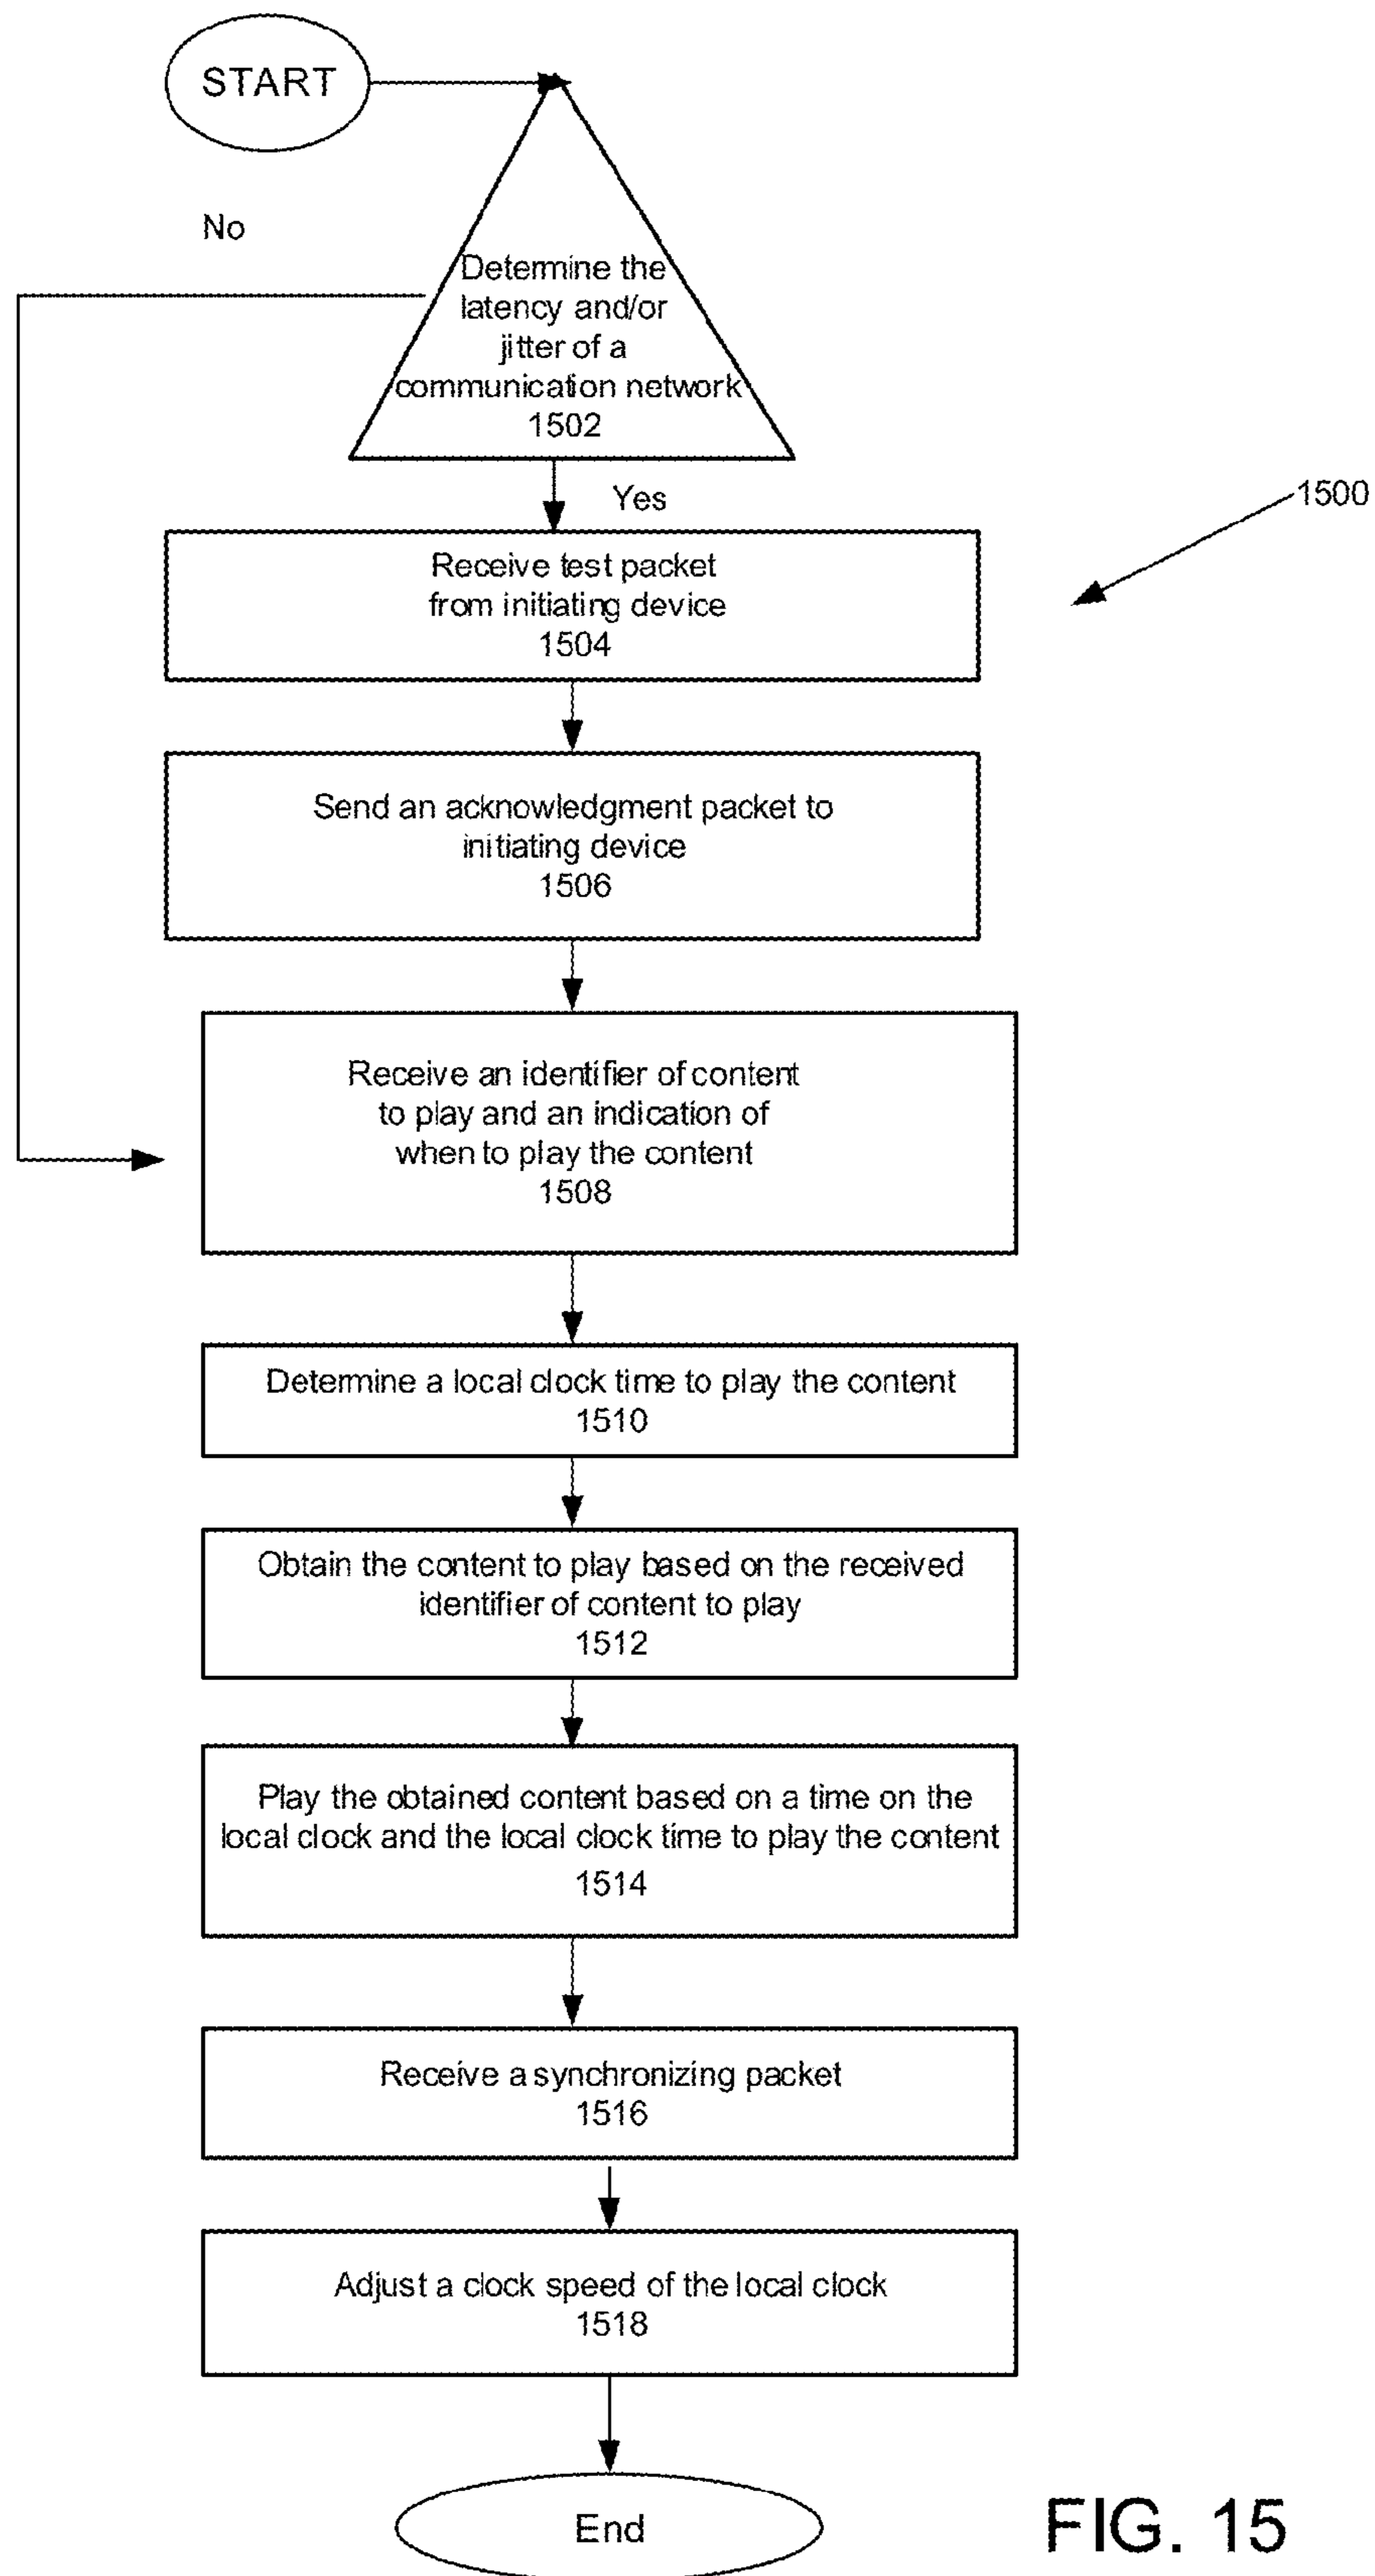 START
No
Determine the
latency and/or
jitter of a
communication network
1502
Yes
1500
Receive test packet
from initiating device
1504
Send an acknowledgment packet to
initiating device
1506
Receive an identifier of content
to play and an indication of
when to play the content
1508
Determine a local clock time to play the content
1510
Obtain the content to play based on the received
identifier of content to play
1512
Play the obtained content based on a time on the
local clock and the local clock time to play the content
1514
Receive a synchronizing packet
1516
Adjust a clock speed of the local clock
1518
End
FIG. 15